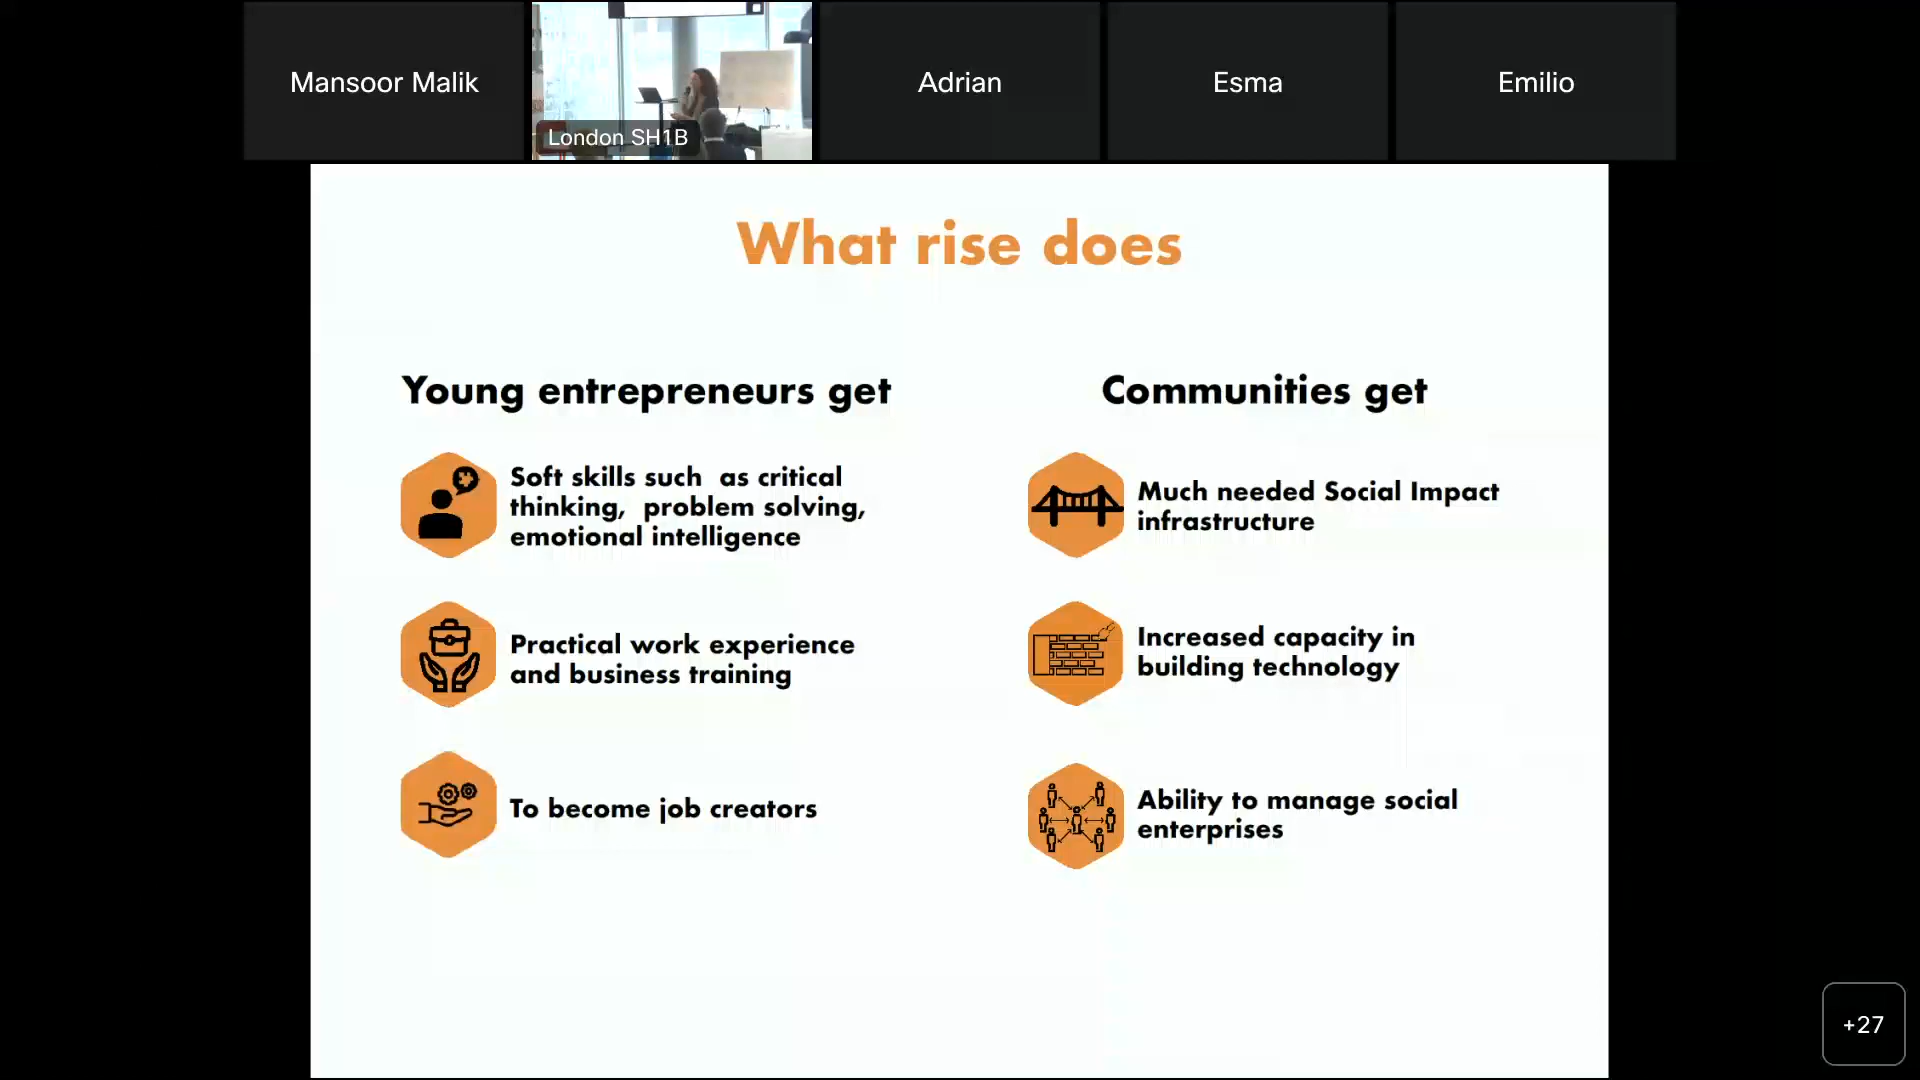 Mansoor Malik
London SH1B
Adrian
Esma
Emilio
What rise does
Young entrepreneurs get
Soft skills such  as critical
thinking,  problem solving,
emotional intelligence
Practical work experience
and business training
To become job creators
Communities get
Much needed Social Impact
infrastructure
Increased capacity in
building technology
Ability to manage social
enterprises
+27